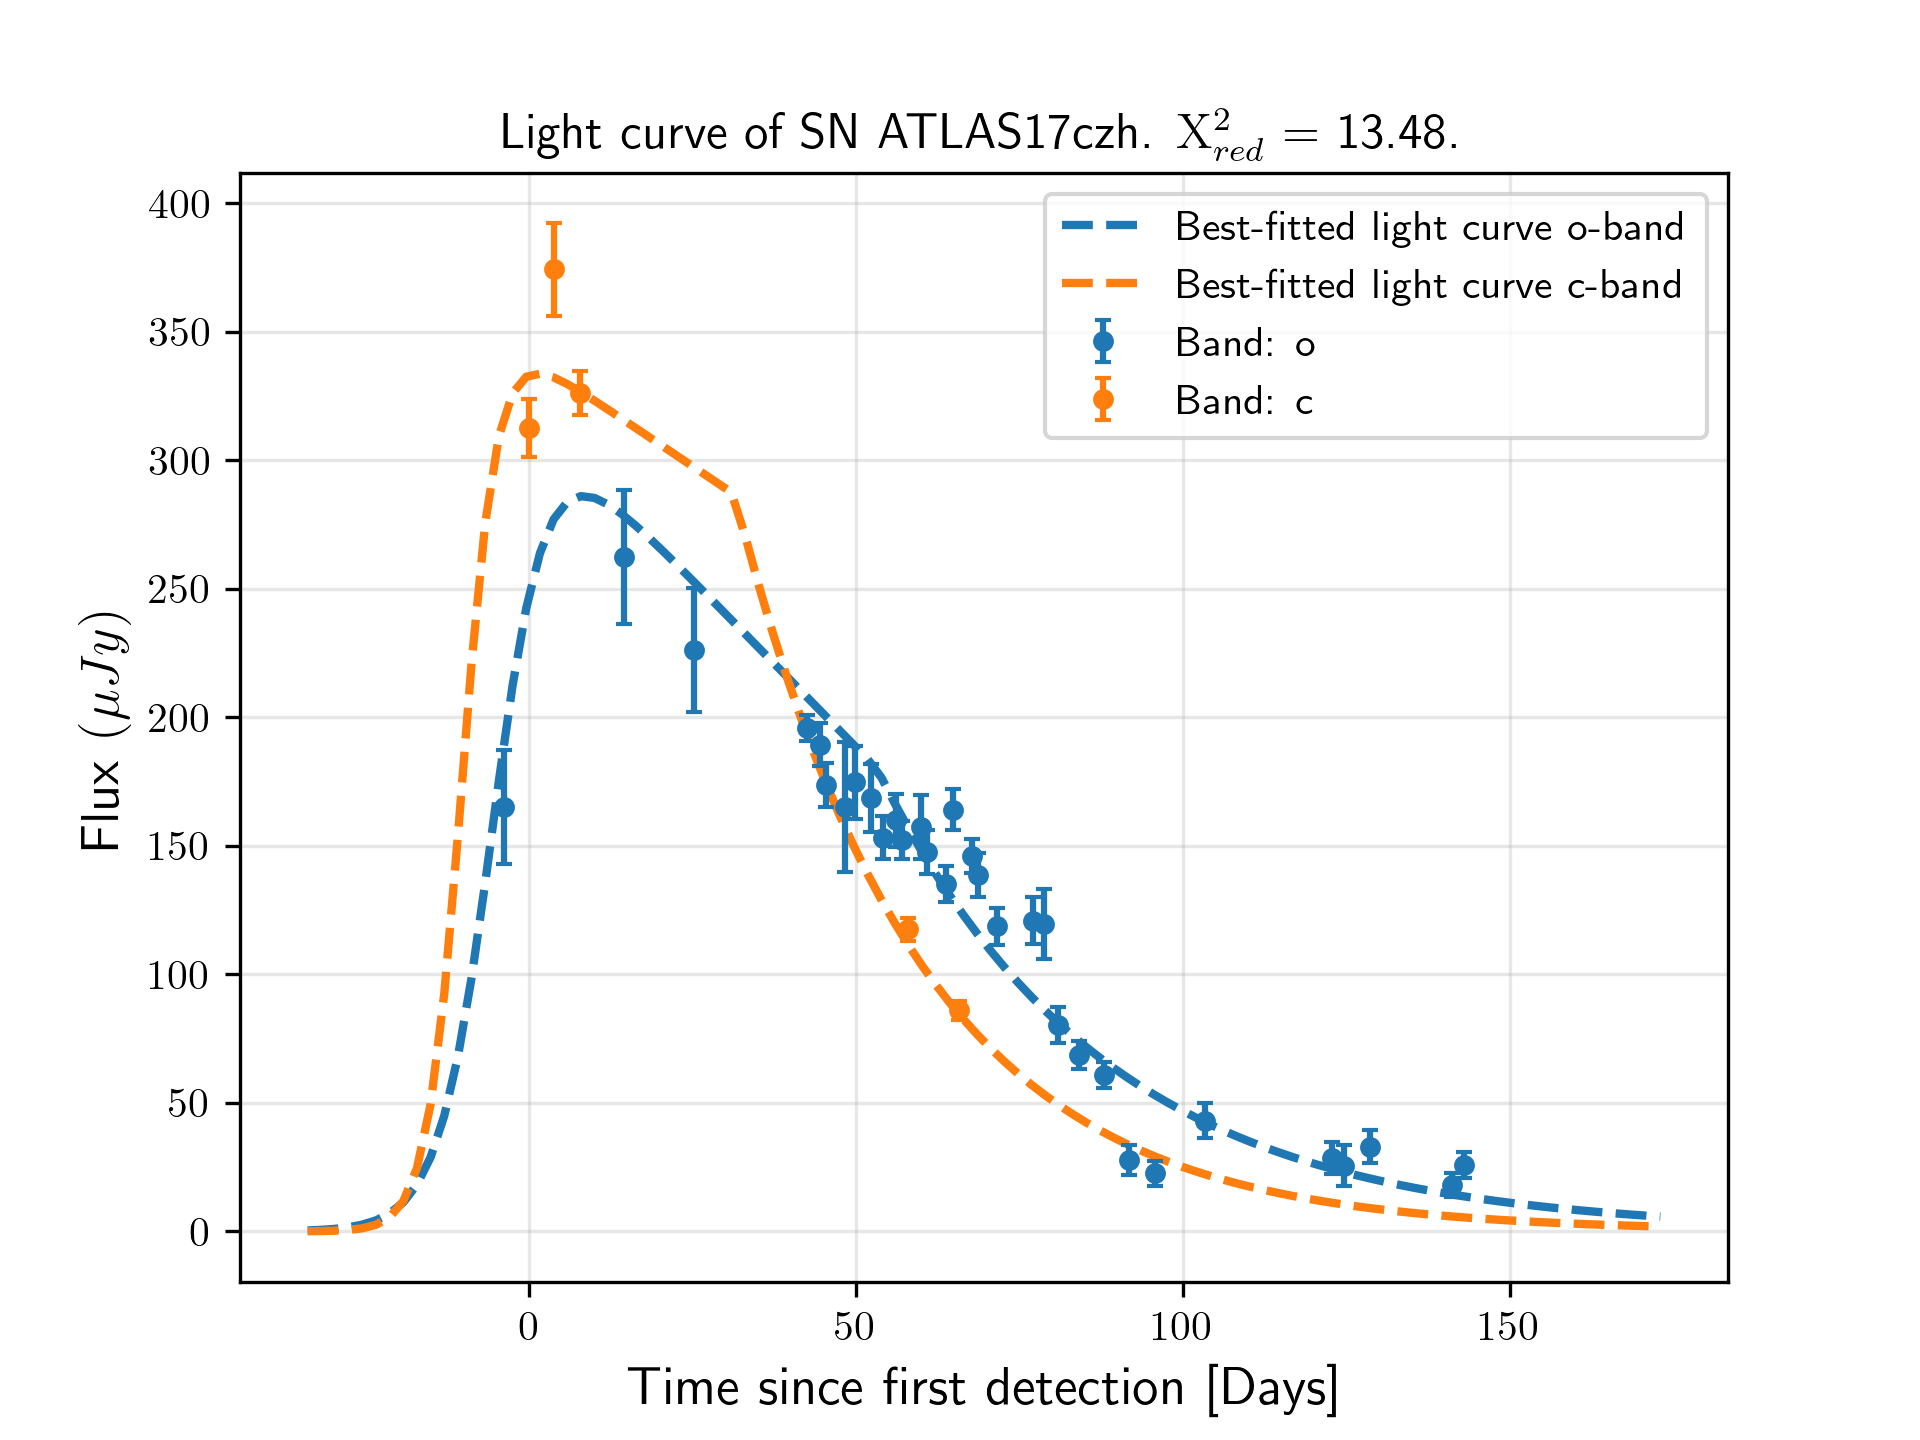 Light curve of SN ATLAS17czh. X²_red = 13.48.
Best-fitted light curve o-band
Best-fitted light curve c-band
Band: o
Band: c
Flux (μJy)
400
350
300
250
200
150
100
50
0
0 50 100 150
Time since first detection [Days]